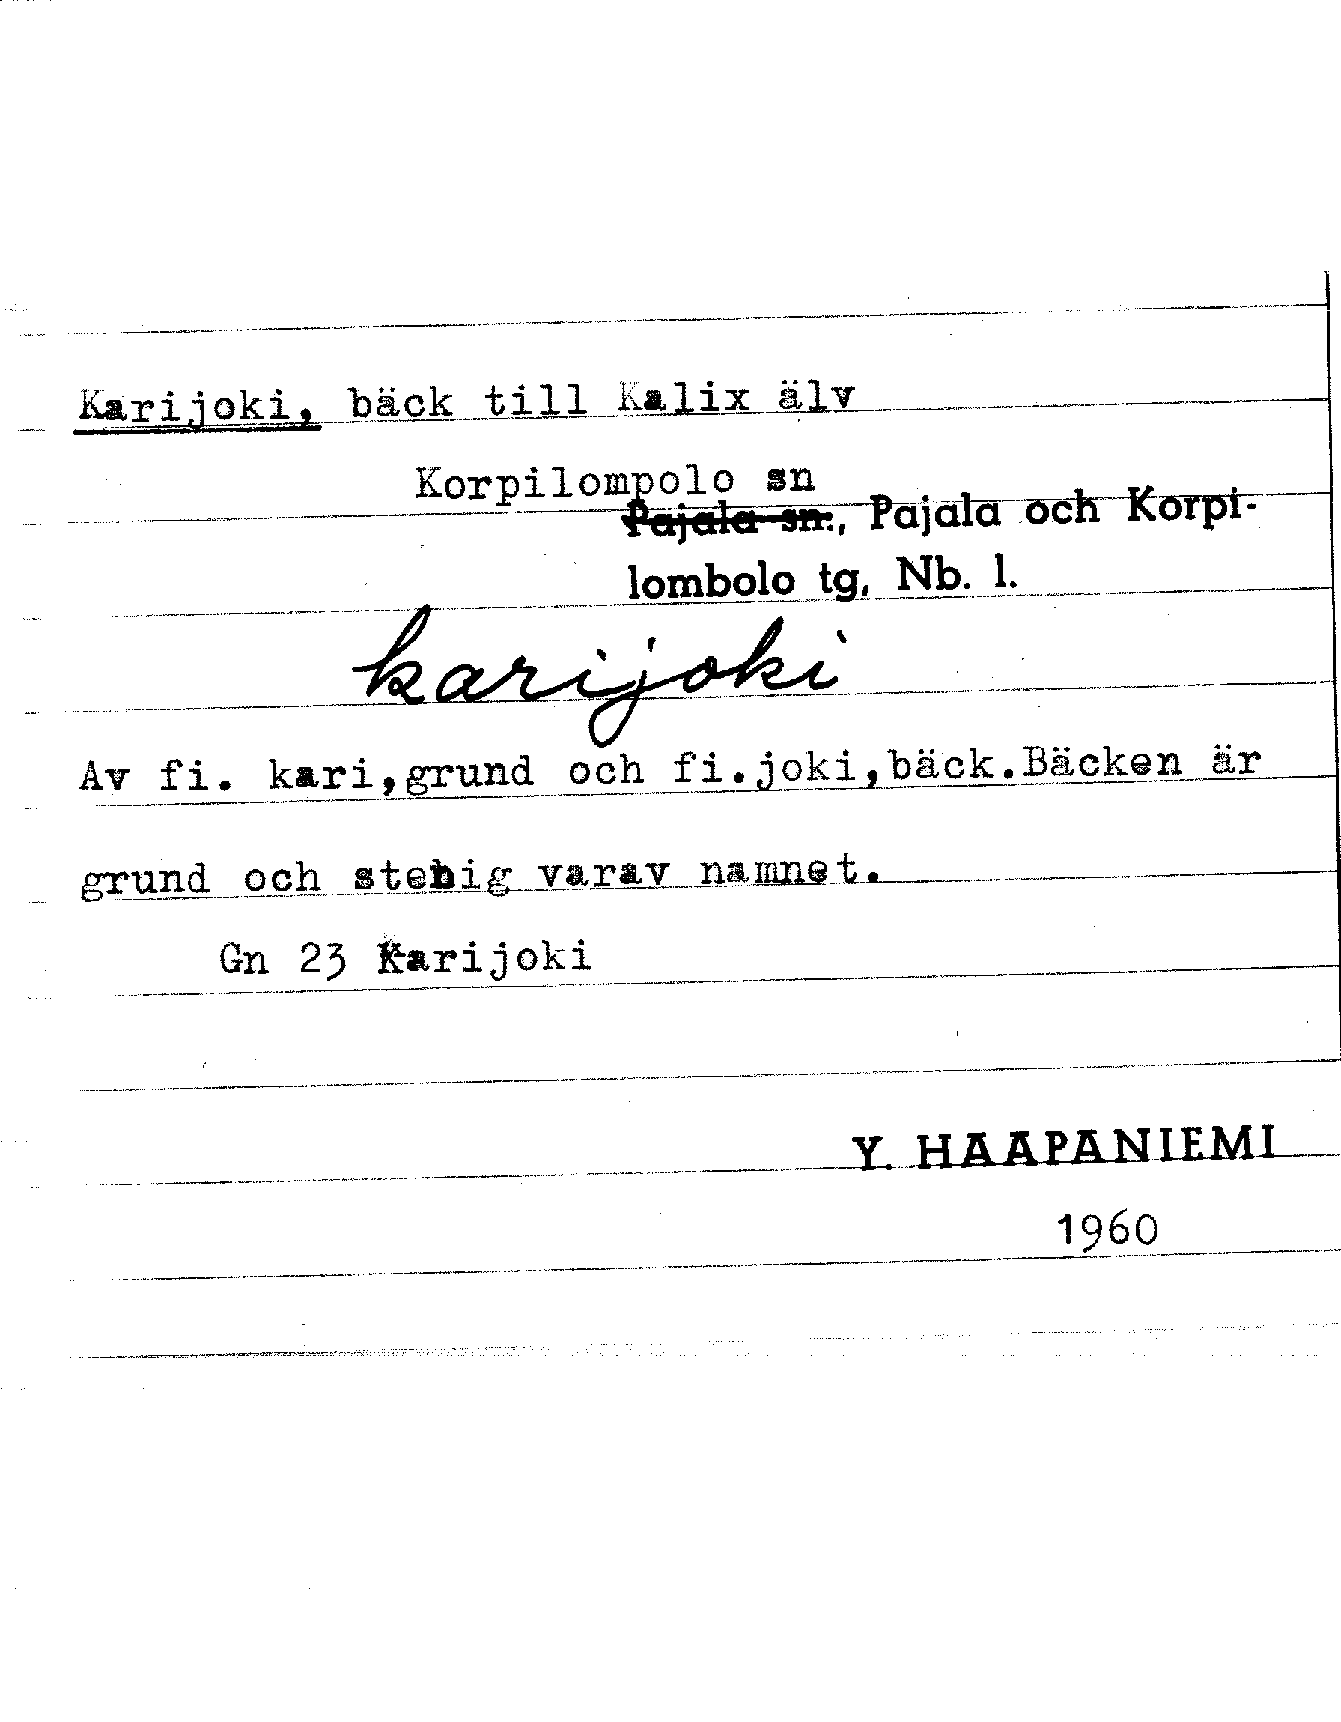 Karijoki, bäck till Kalix älv
Korpilompolo sn
Pajala sn., Pajala och Korpi-
lombolo tg, Nb. l.
karijoki
Av fi. kari,grund och fi.joki,bäck.Bäcken är
grund och stenig varav namnet.
Gn 23 Karijoki
Y. HAAPANIEMI
1960